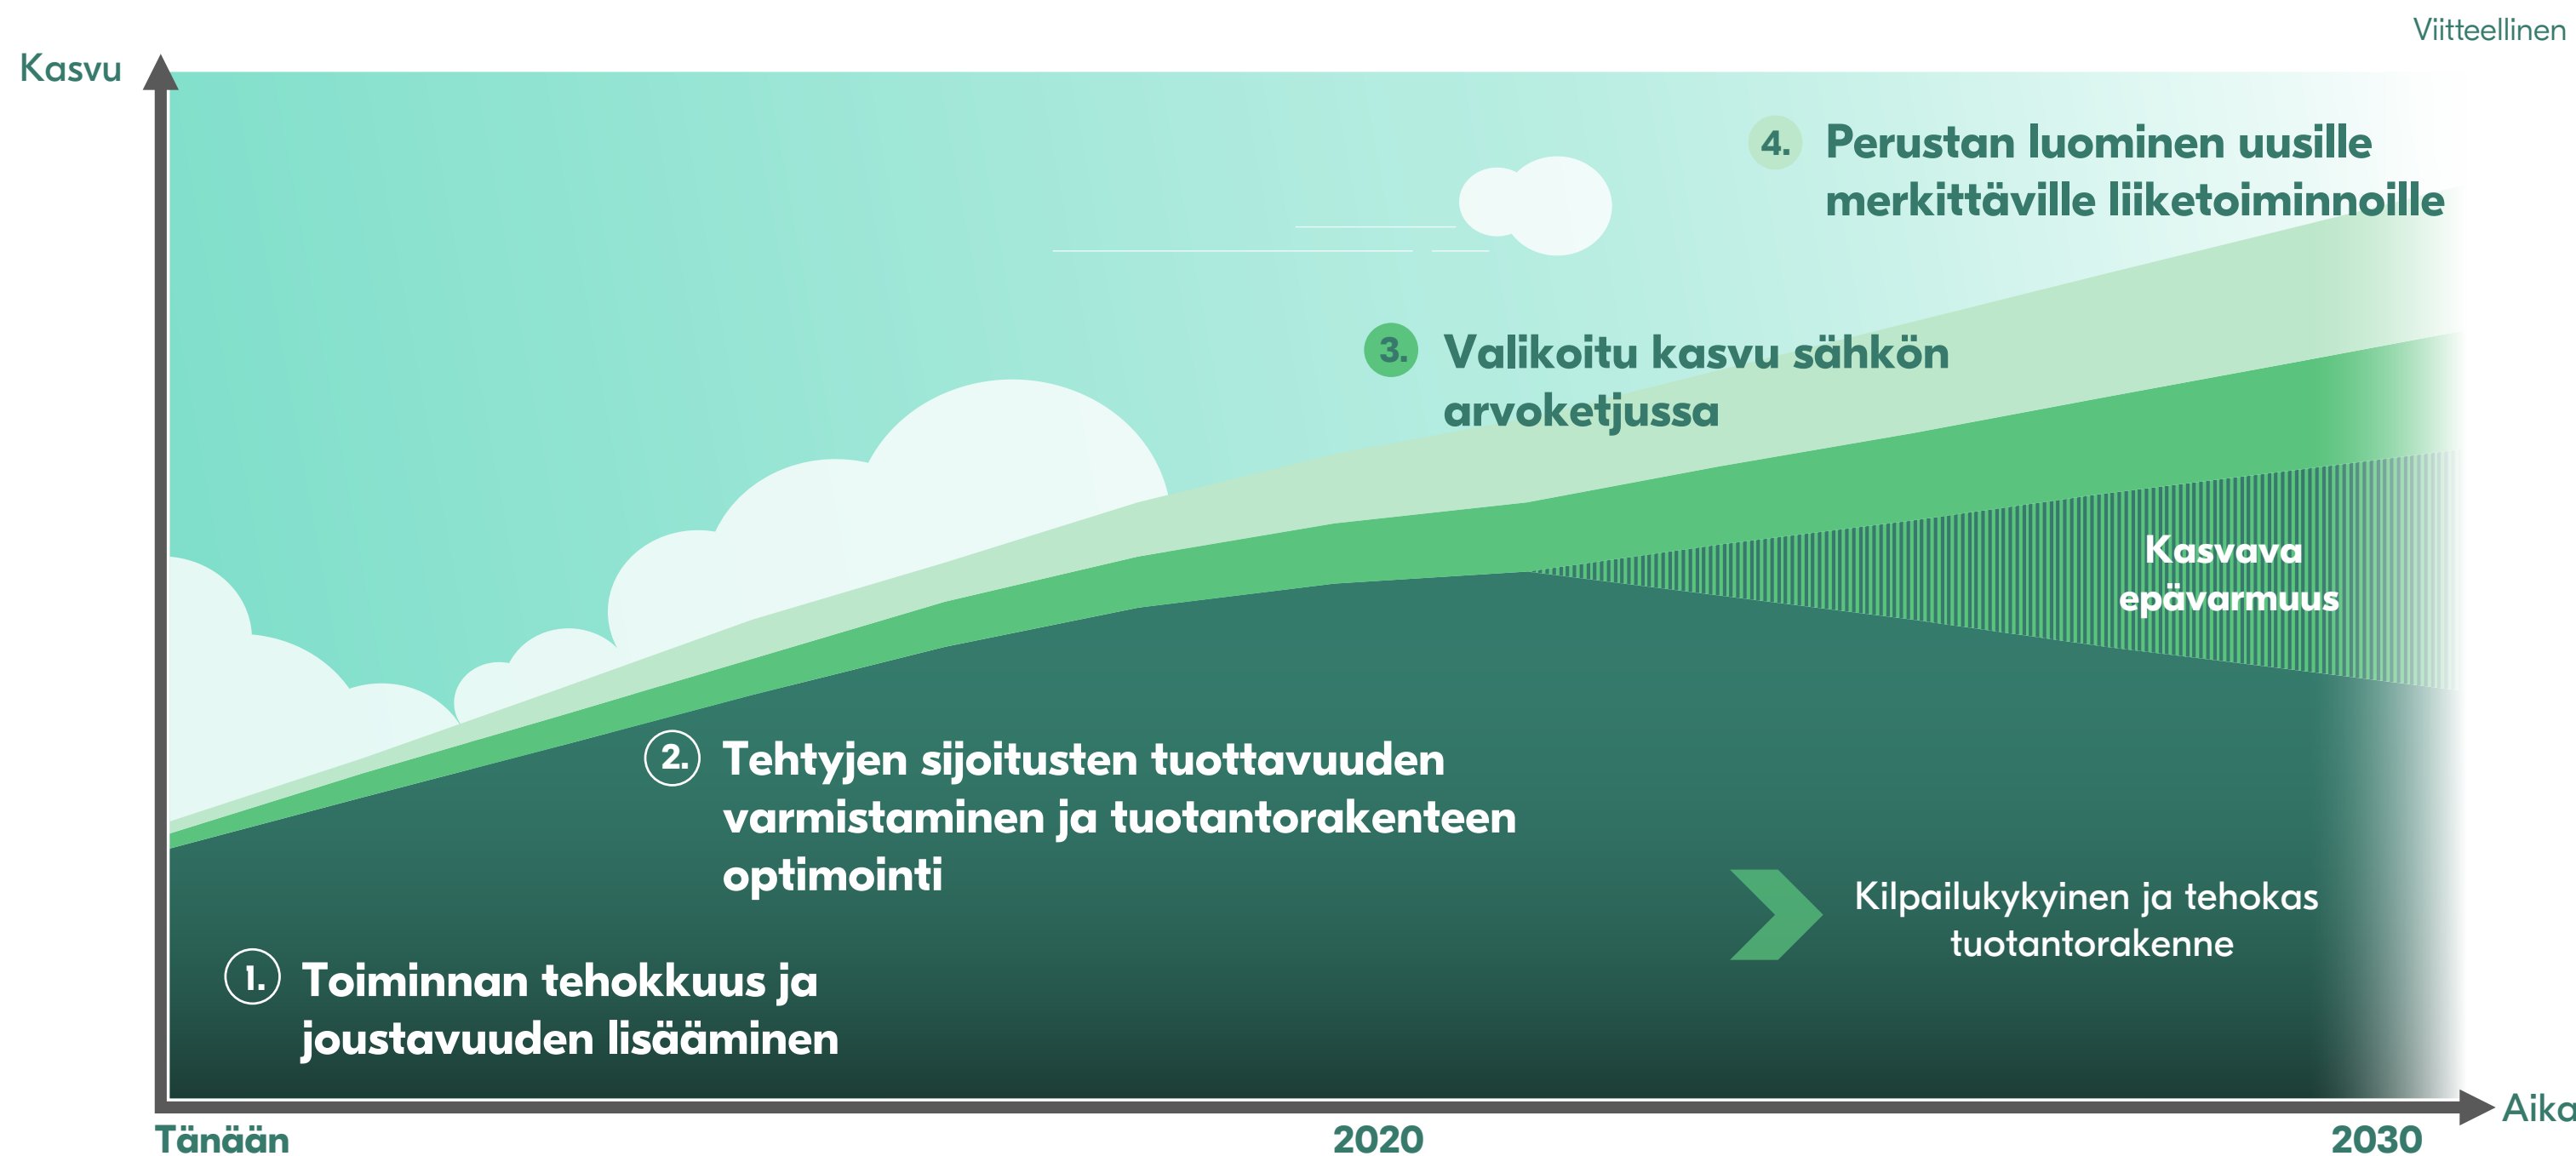 Viitteellinen
Kasvu
4. Perustan luominen uusille
merkittäville liiketoiminnoille
3. Valikoitu kasvu sähkön
arvoketjussa
Kasvava
epävarmuus
2. Tehtyjen sijoitusten tuottavuuden
varmistaminen ja tuotantorakenteen
optimointi
Kilpailukykyinen ja tehokas
tuotantorakenne
1. Toiminnan tehokkuus ja
joustavuuden lisääminen
Aika
Tänään
2020
2030